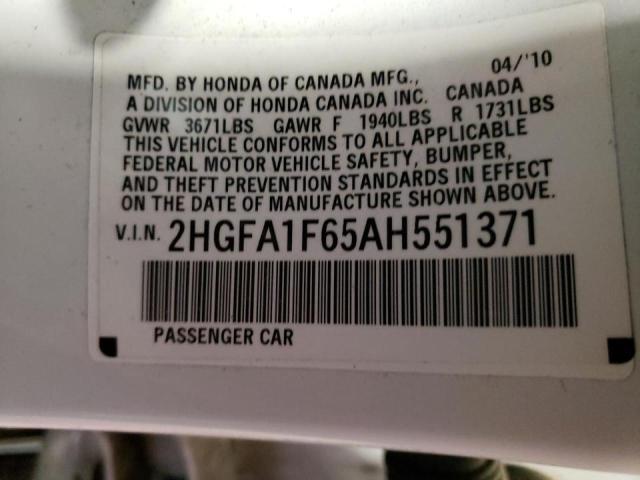 04/'10
MFD. BY HONDA OF CANADA MFG.,
A DIVISION OF HONDA CANADA INC. CANADA
GVWR 3671LBS GAWR F 1940LBS R 1731LBS
THIS VEHICLE CONFORMS TO ALL APPLICABLE
FEDERAL MOTOR VEHICLE SAFETY, BUMPER,
AND THEFT PREVENTION STANDARDS IN EFFECT
ON THE DATE OF MANUFACTURE SHOWN ABOVE.
V.I.N. 2HGFA1F65AH551371
PASSENGER CAR